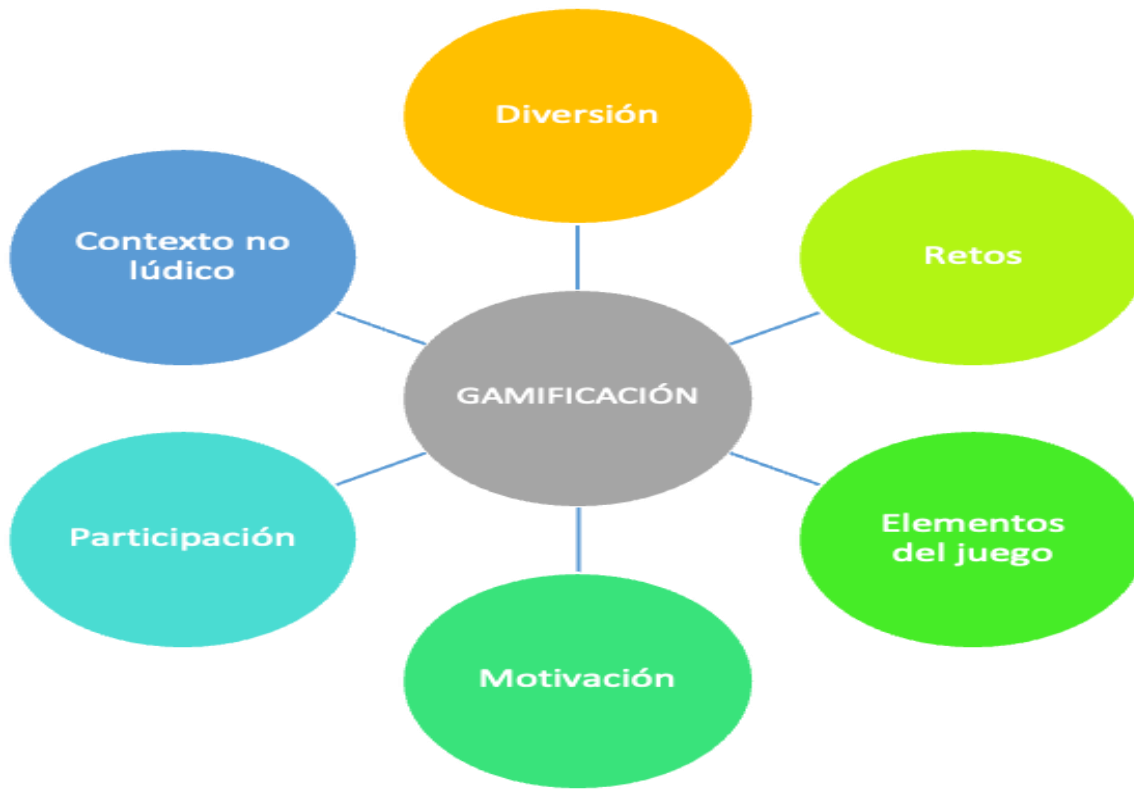 Diversión
Contexto no
lúdico
Retos
GAMIFICACIÓN
Participación
Elementos
del juego
Motivación